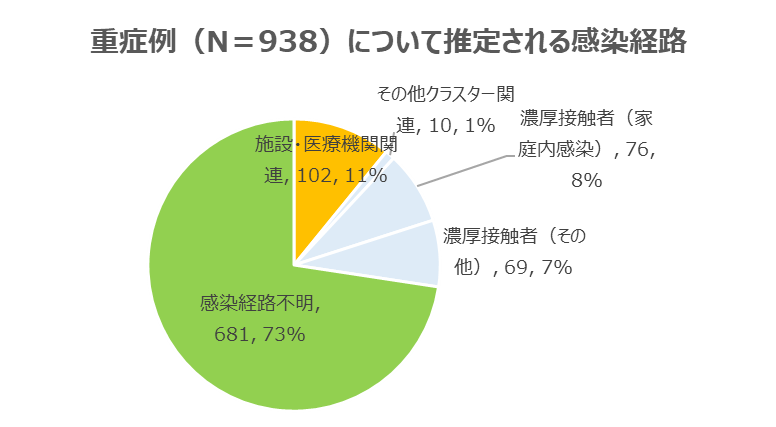 重症例（N＝938）について推定される感染経路
その他クラスター関
連, 10, 1%
濃厚接触者（家
庭内感染）, 76,
8%
施設・医療機関関
連, 102, 11%
濃厚接触者（その
他）, 69, 7%
感染経路不明,
681, 73%